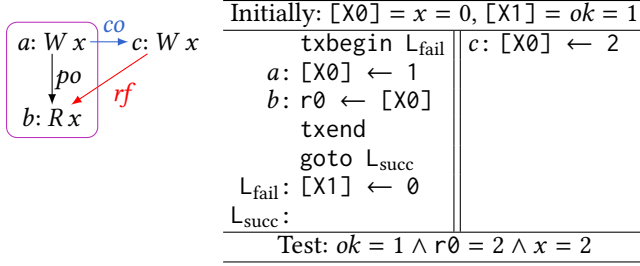 co
a: W x c: W x
po
rf
b: R x
Initially: [X0] = x = 0, [X1] = ok = 1
txbegin L_fail c: [X0] ← 2
a: [X0] ← 1
b: r0 ← [X0]
txend
goto L_succ
L_fail: [X1] ← 0
L_succ:
Test: ok = 1 ∧ r0 = 2 ∧ x = 2